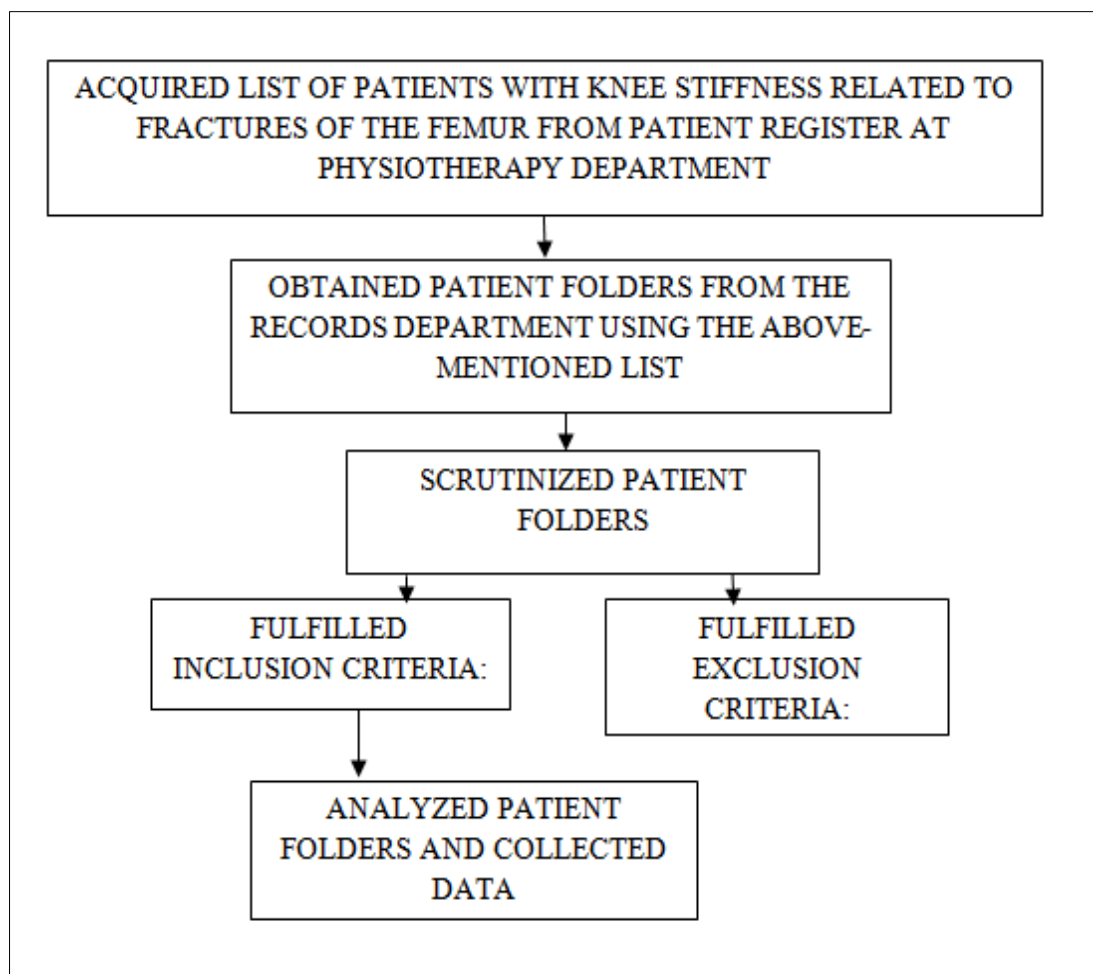 ACQUIRED LIST OF PATIENTS WITH KNEE STIFFNESS RELATED TO
FRACTURES OF THE FEMUR FROM PATIENT REGISTER AT
PHYSIOTHERAPY DEPARTMENT
OBTAINED PATIENT FOLDERS FROM THE
RECORDS DEPARTMENT USING THE ABOVE-
MENTIONED LIST
SCRUTINIZED PATIENT
FOLDERS
FULFILLED
INCLUSION CRITERIA:
FULFILLED
EXCLUSION
CRITERIA:
ANALYZED PATIENT
FOLDERS AND COLLECTED
DATA